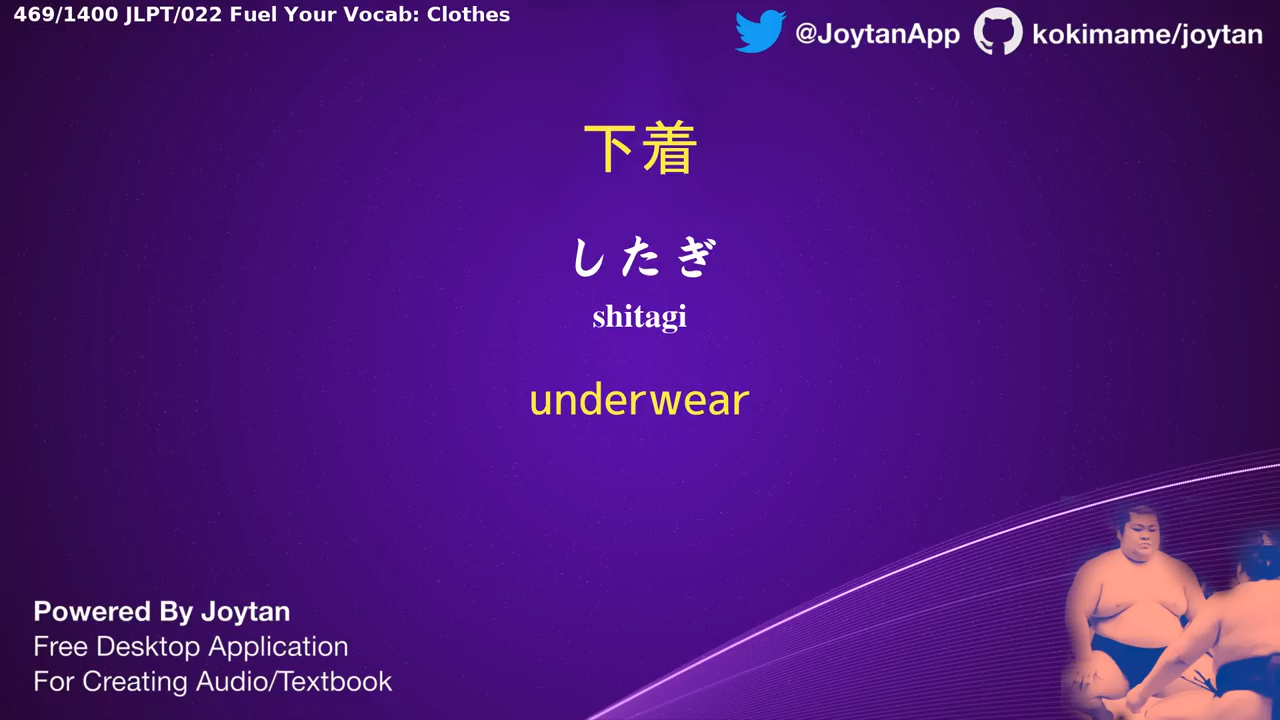 469/1400 JLPT/022 Fuel Your Vocab: Clothes
@JoytanApp kokimame/joytan
下着
したぎ
shitagi
underwear
Powered By Joytan
Free Desktop Application
For Creating Audio/Textbook